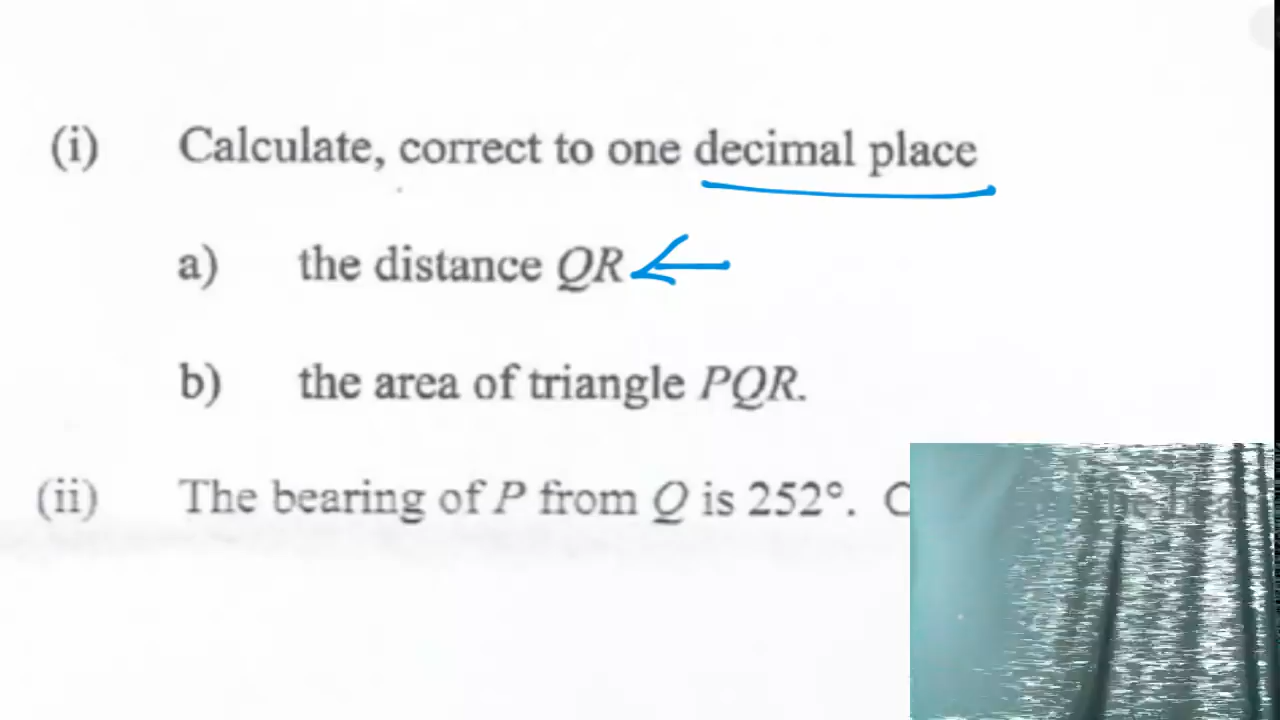 (i) Calculate, correct to one decimal place
a) the distance QR
b) the area of triangle PQR.
(ii) The bearing of P from Q is 252°.